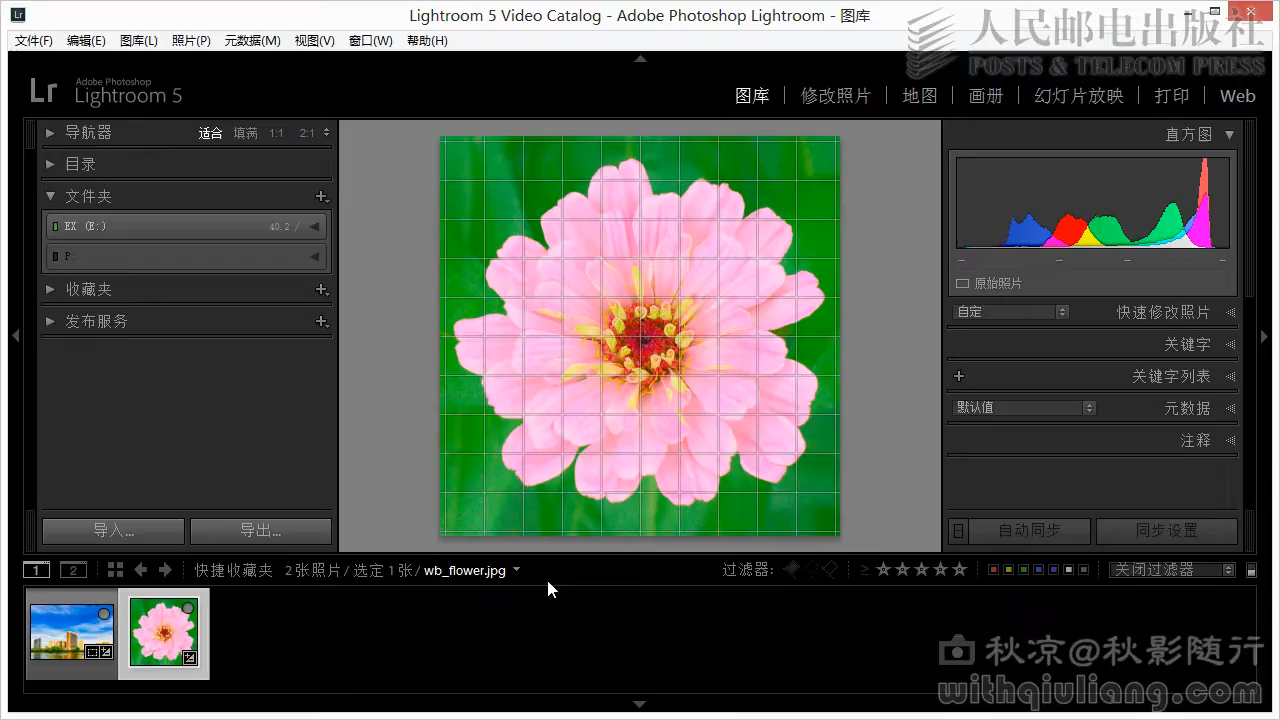 Lr Lightroom 5 Video Catalog - Adobe Photoshop Lightroom - 图库
人民邮电出版社
POSTS & TELECOM PRESS
文件(F) 编辑(E) 图库(L) 照片(P) 元数据(M) 视图(V) 窗口(W) 帮助(H)
Lr Adobe Photoshop
Lightroom 5
图库 修改照片 地图 画册 幻灯片放映 打印 Web
导航器 适合 填满 1:1 2:1
目录
文件夹
EX (E:) 40.2 /
F:
收藏夹
发布服务
导入... 导出...
直方图
原始照片
自定 快速修改照片
关键字
关键字列表
默认值 元数据
注释
自动同步 同步设置
1 2 快捷收藏夹 2张照片/ 选定 1张/ wb_flower.jpg 过滤器: 关闭过滤器
秋凉@秋影随行
withqiuliang.com